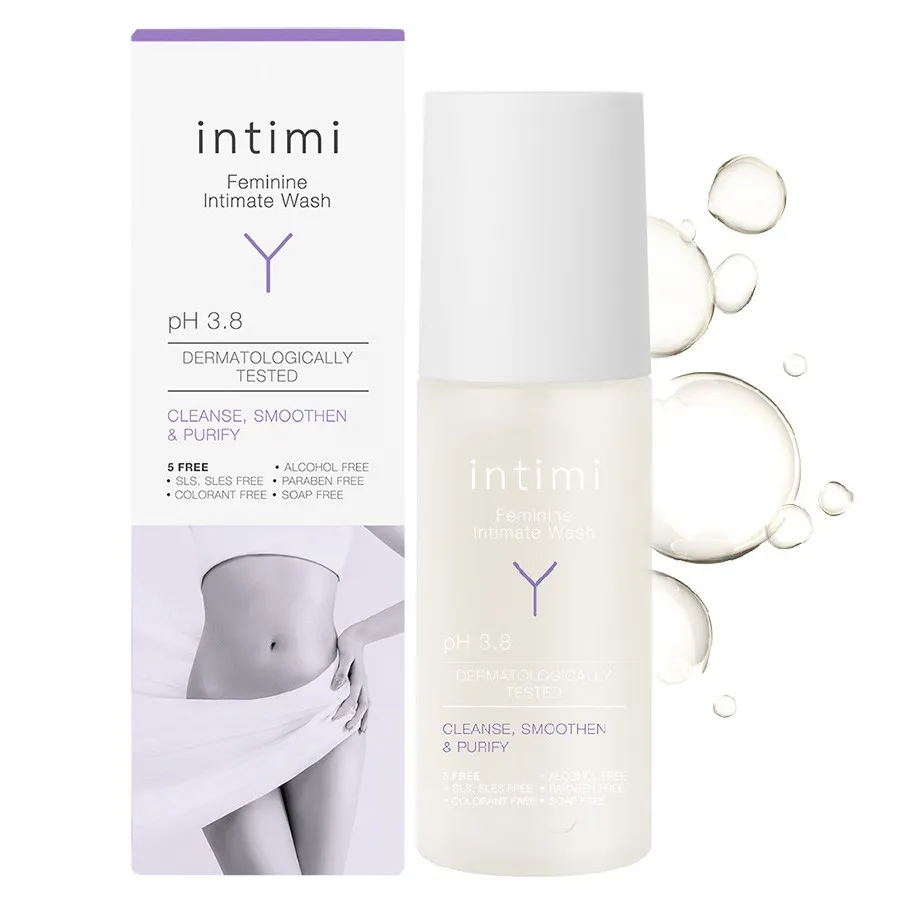 intimi
Feminine
Intimate Wash
pH 3.8
DERMATOLOGICALLY
TESTED
CLEANSE, SMOOTHEN
& PURIFY
5 FREE • ALCOHOL FREE
• SLS, SLES FREE • PARABEN FREE
• COLORANT FREE • SOAP FREE
intimi
Feminine
Intimate Wash
pH 3.8
DERMATOLOGICALLY
TESTED
CLEANSE, SMOOTHEN
& PURIFY
5 FREE • ALCOHOL FREE
• SLS, SLES FREE • PARABEN FREE
• COLORANT FREE • SOAP FREE